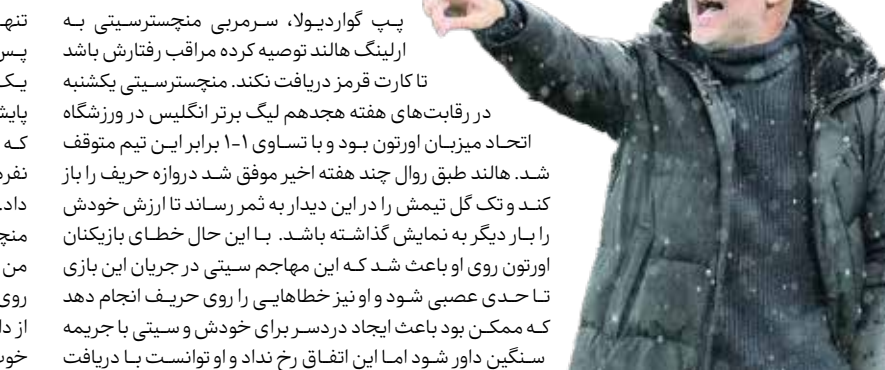 پپ گواردیولا، سرمربی منچسترسیتی به
ارلینگ هالند توصیه کرده مراقب رفتارش باشد
تا کارت قرمز دریافت نکند. منچسترسیتی یکشنبه
در رقابت‌های هفته هجدهم لیگ برتر انگلیس در ورزشگاه
اتحاد میزبان اورتون بود و با تساوی ۱-۱ برابر این تیم متوقف
شد. هالند طبق روال چند هفته اخیر موفق شد دروازه حریف را باز
کند و تک گل تیمش را در این دیدار به ثمر رساند تا ارزش خودش
را بار دیگر به نمایش گذاشته باشد. با این حال خطای بازیکنان
اورتون روی او باعث شد که این مهاجم سیتی در جریان این بازی
تا حدی عصبی شود و او نیز خطاهایی را روی حریف انجام دهد
که ممکن بود باعث ایجاد دردسر برای خودش و سیتی با جریمه
سنگین داور شود اما این اتفاق رخ نداد و او توانست با دریافت
یک
که
داد.
من
روی